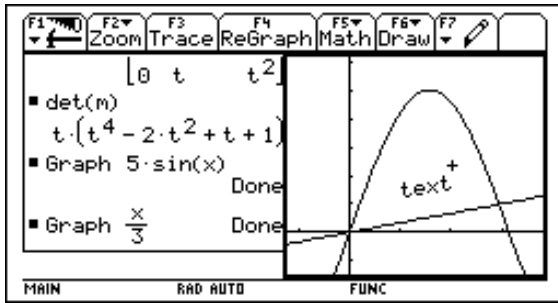 F1 F2 F3 F4 F5 F6 F7
Zoom Trace ReGraph Math Draw
[0 t t²]
■ det(m)
t·(t⁴ - 2·t² + t + 1)
■ Graph 5·sin(x)
Done
■ Graph x/3 Done
text
MAIN RAD AUTO FUNC